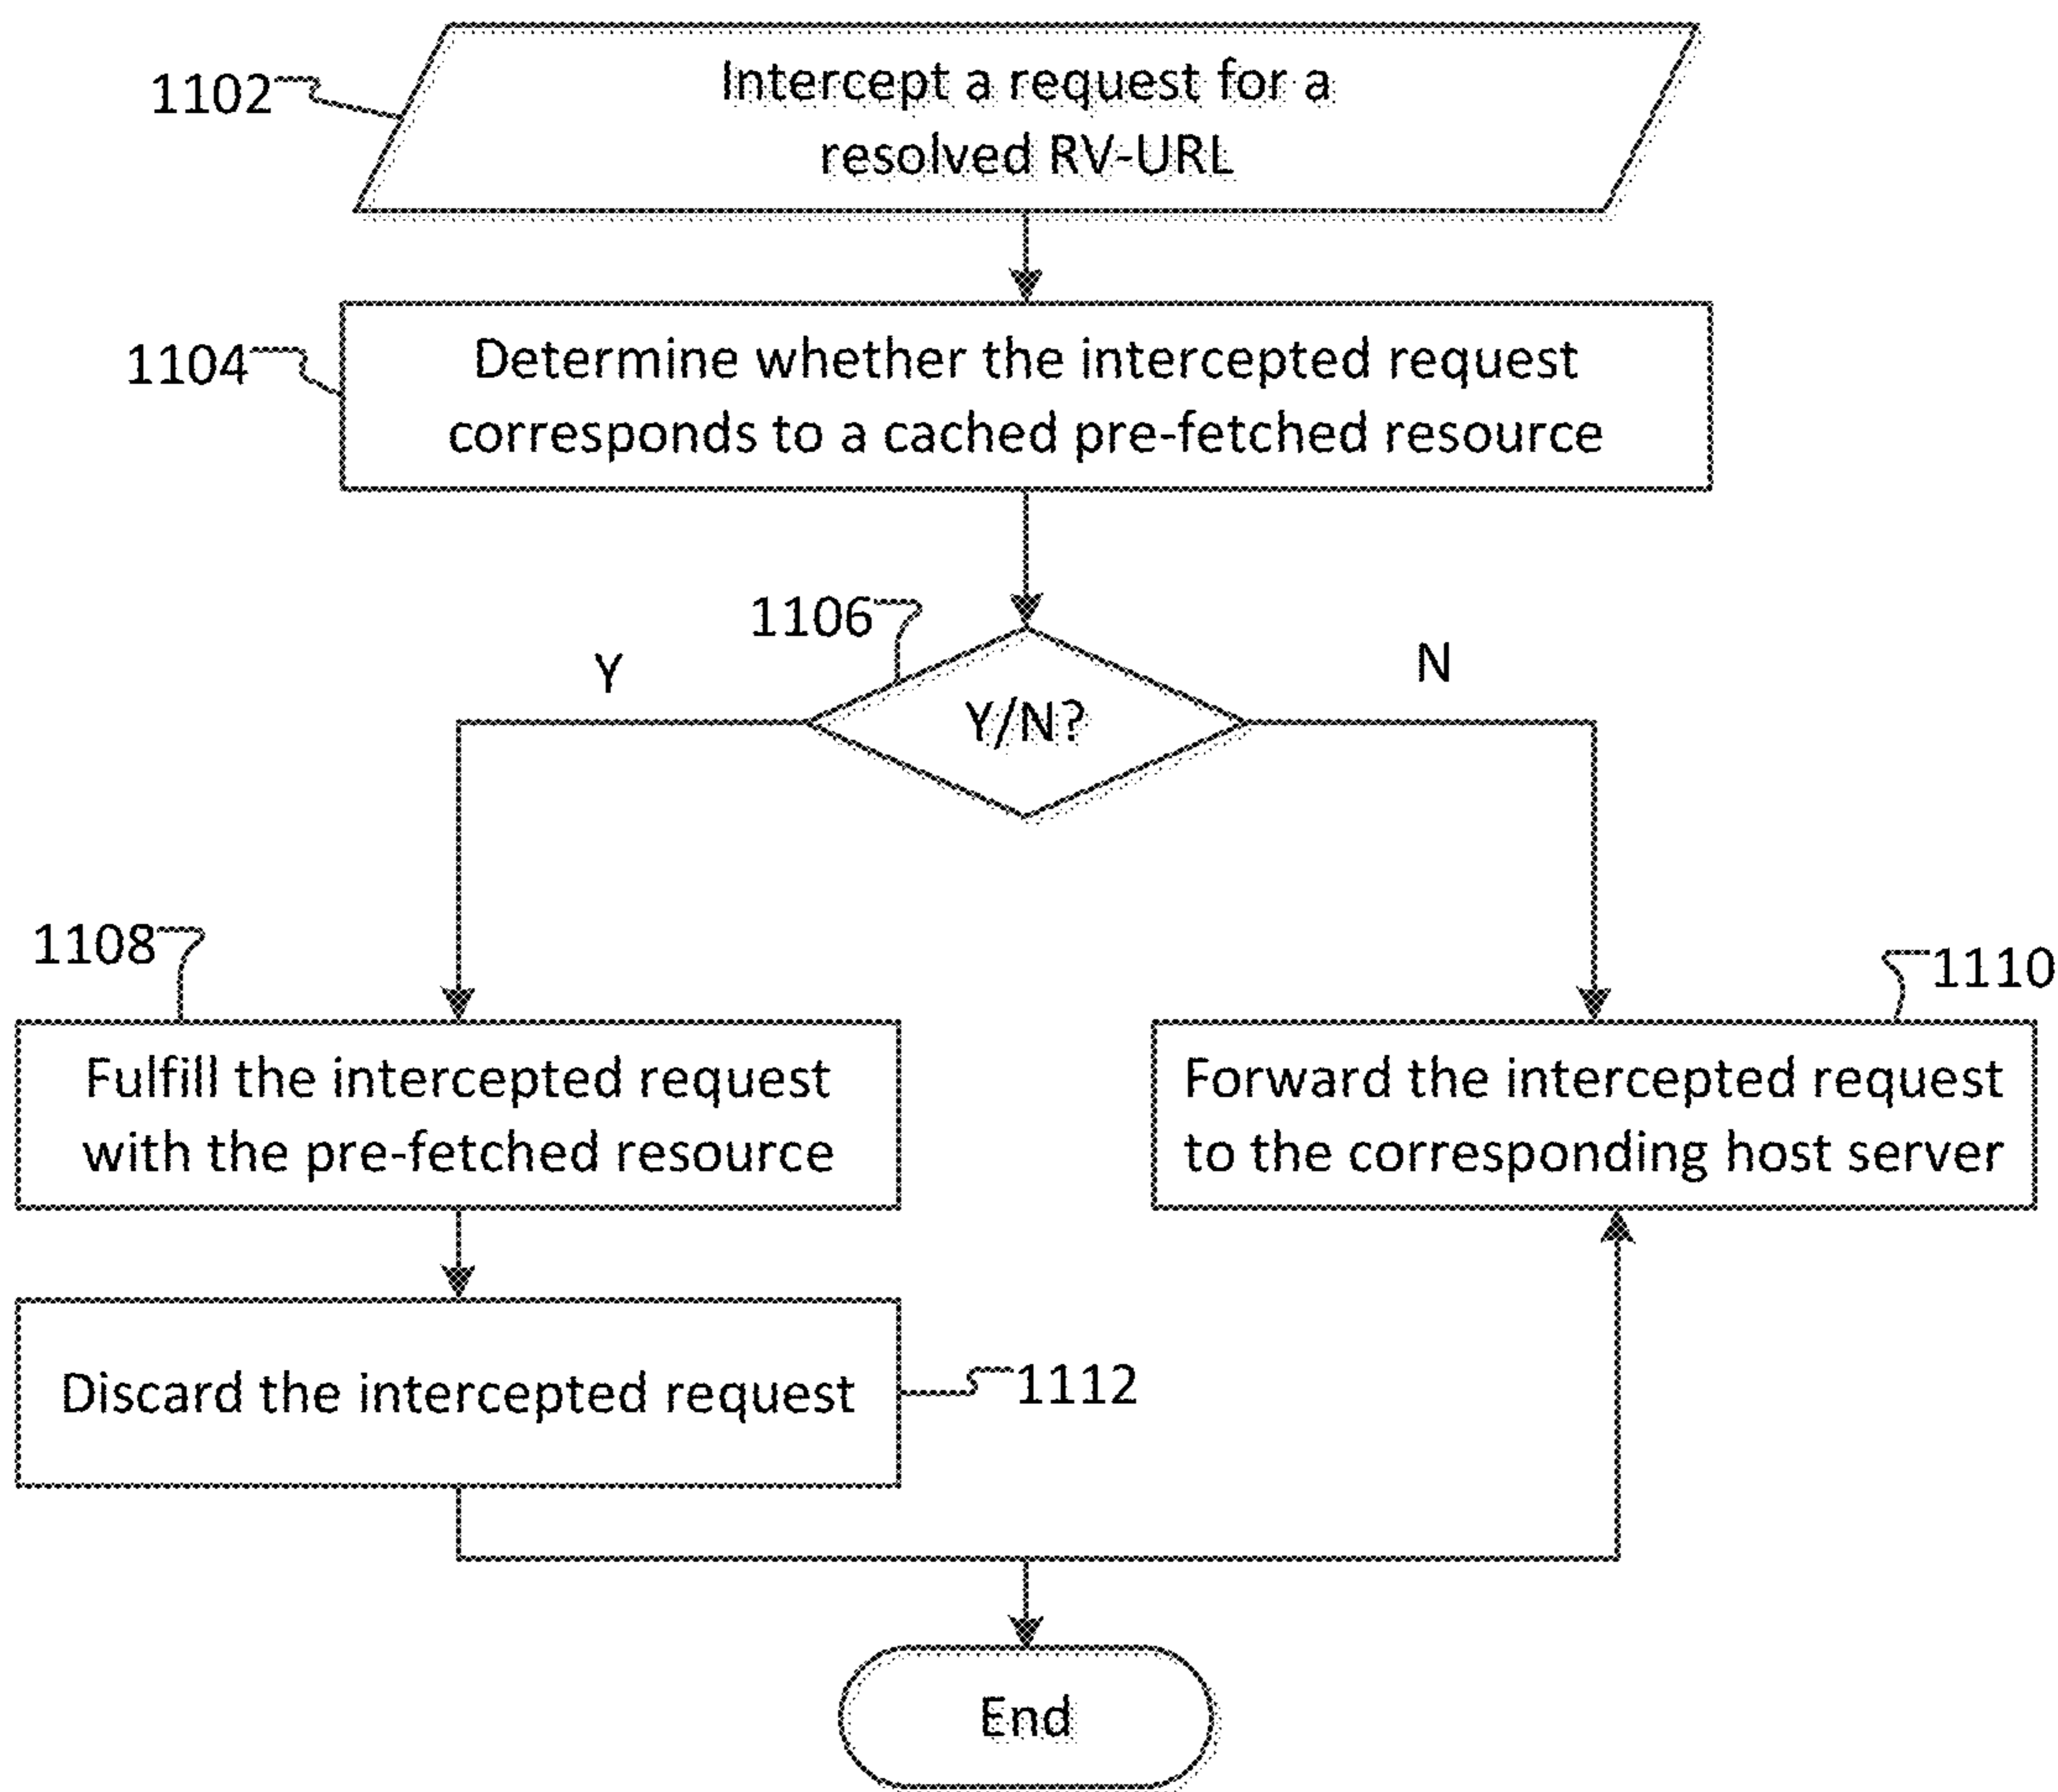 1102
Intercept a request for a
resolved RV-URL
1104
Determine whether the intercepted request
corresponds to a cached pre-fetched resource
1106
Y
N
Y/N?
1108
1110
Fulfill the intercepted request
with the pre-fetched resource
Forward the intercepted request
to the corresponding host server
Discard the intercepted request
1112
End